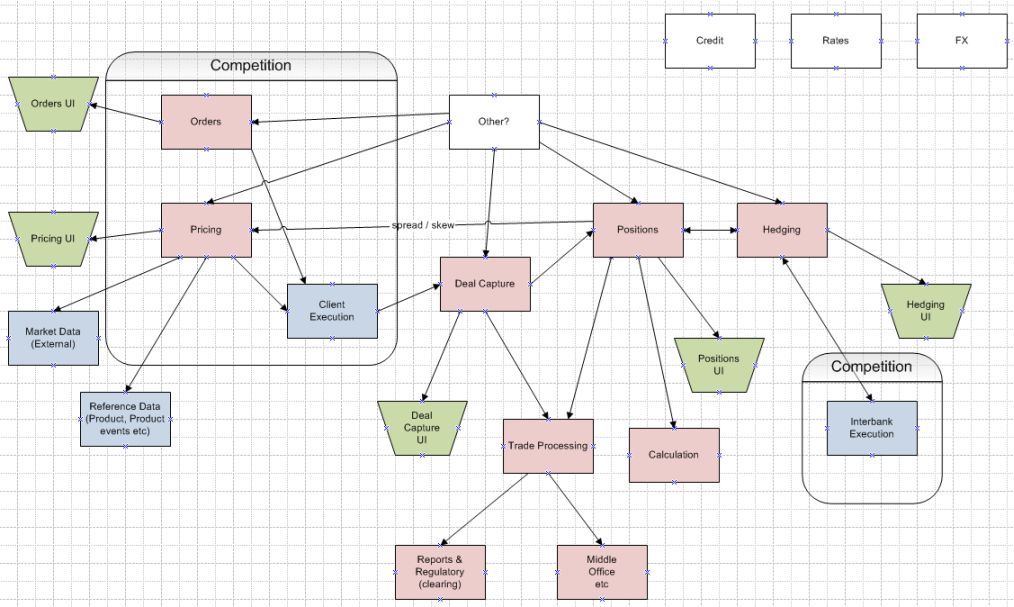 Credit
Rates
FX
Competition
Orders UI
Orders
Other?
Pricing UI
Pricing
spread / skew
Positions
Hedging
Deal Capture
Client
Execution
Hedging
UI
Market Data
(External)
Positions
UI
Competition
Reference Data
(Product, Product
events etc)
Deal
Capture
UI
Trade Processing
Calculation
Interbank
Execution
Reports &
Regulatory
(clearing)
Middle
Office
etc